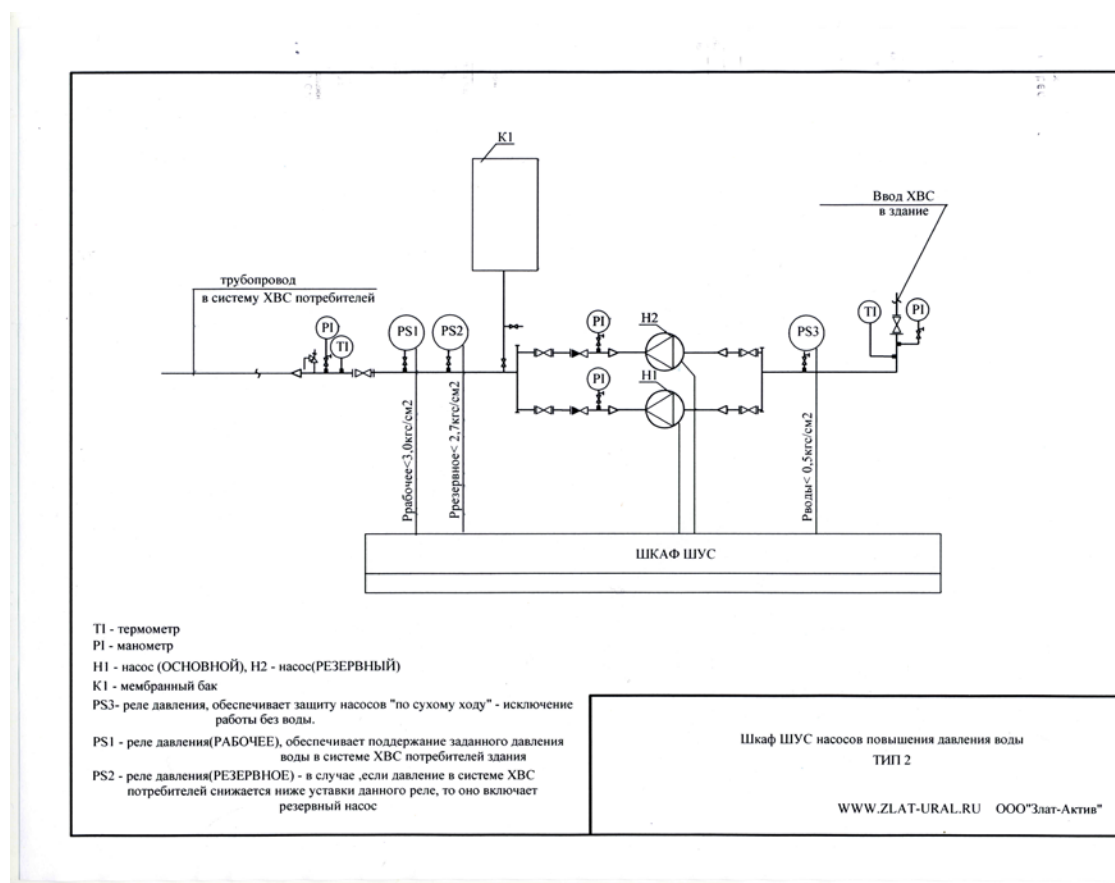 К1
Ввод ХВС
в здание
трубопровод
в систему ХВС потребителей
PI
TI
PS1
PS2
PI
H2
PS3
TI
PI
PI
H1
Pрабочее<3,0кгс/см2
Pрезервное< 2,7кгс/см2
Pводы< 0,5кгс/см2
ШКАФ ШУС
TI - термометр
PI - манометр
Н1 - насос (ОСНОВНОЙ), Н2 - насос(РЕЗЕРВНЫЙ)
К1 - мембранный бак
PS3- реле давления, обеспечивает защиту насосов "по сухому ходу" - исключение
работы без воды.
PS1 - реле давления(РАБОЧЕЕ), обеспечивает поддержание заданного давления
воды в системе ХВС потребителей здания
PS2 - реле давления(РЕЗЕРВНОЕ) - в случае ,если давление в системе ХВС
потребителей снижается ниже уставки данного реле, то оно включает
резервный насос
Шкаф ШУС насосов повышения давления воды
ТИП 2
WWW.ZLAT-URAL.RU ООО"Злат-Актив"